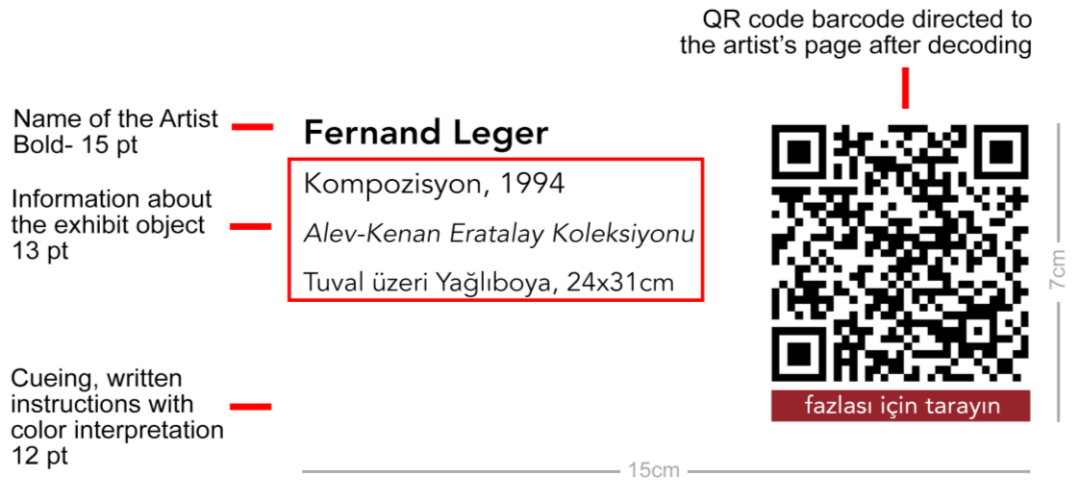 QR code barcode directed to
the artist's page after decoding
Name of the Artist
Bold- 15 pt
Fernand Leger
Information about
the exhibit object
13 pt
Kompozisyon, 1994
Alev-Kenan Eratalay Koleksiyonu
Tuval üzeri Yağlıboya, 24x31cm
7cm
Cueing, written
instructions with
color interpretation
12 pt
fazlası için tarayın
15cm